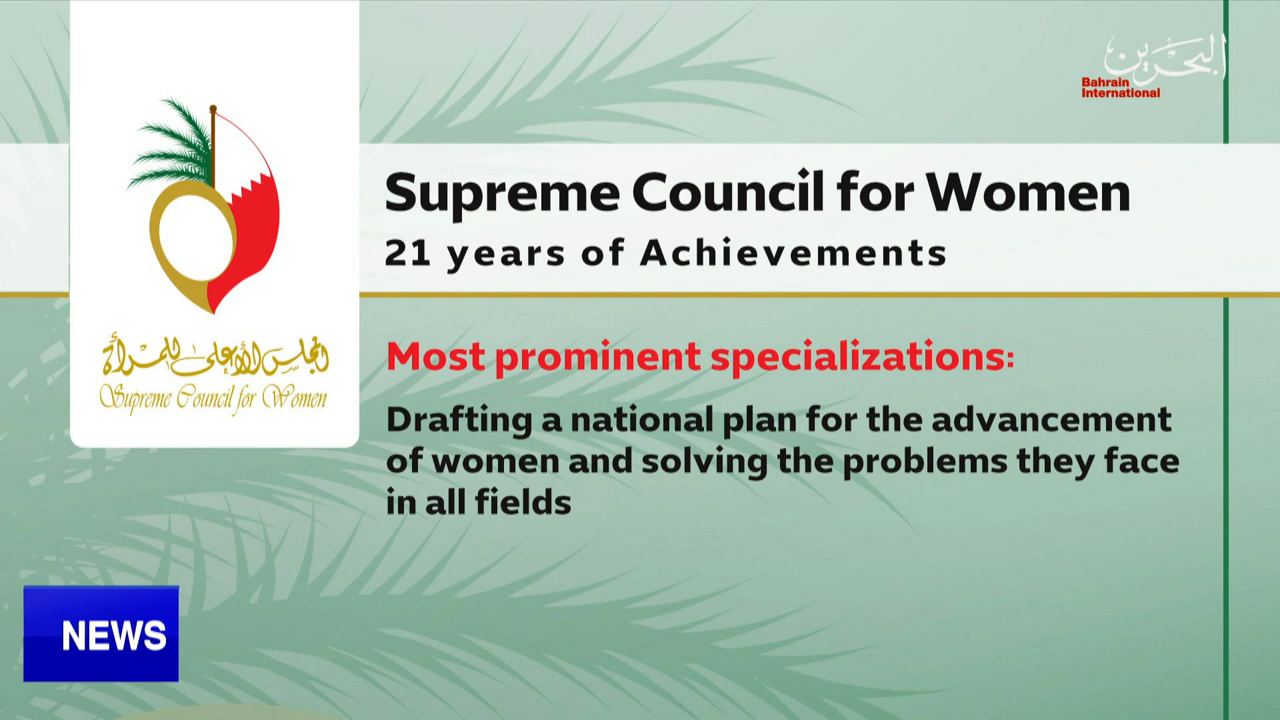 البحرين
Bahrain
International
Supreme Council for Women
21 years of Achievements
المجلس الأعلى للمرأة
Supreme Council for Women
Most prominent specializations:
Drafting a national plan for the advancement
of women and solving the problems they face
in all fields
NEWS